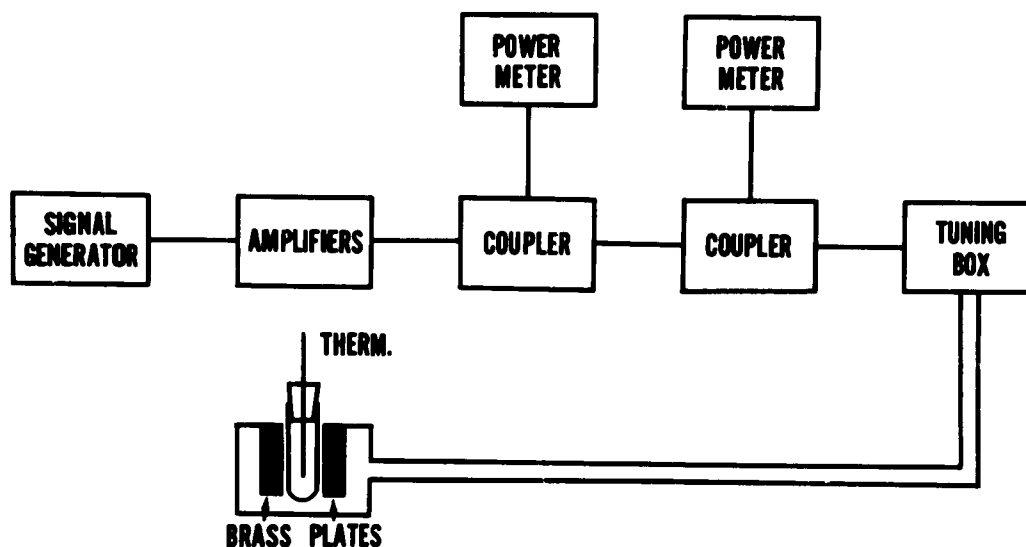 POWER
METER
POWER
METER
SIGNAL
GENERATOR
AMPLIFIERS
COUPLER
COUPLER
TUNING
BOX
THERM.
BRASS PLATES